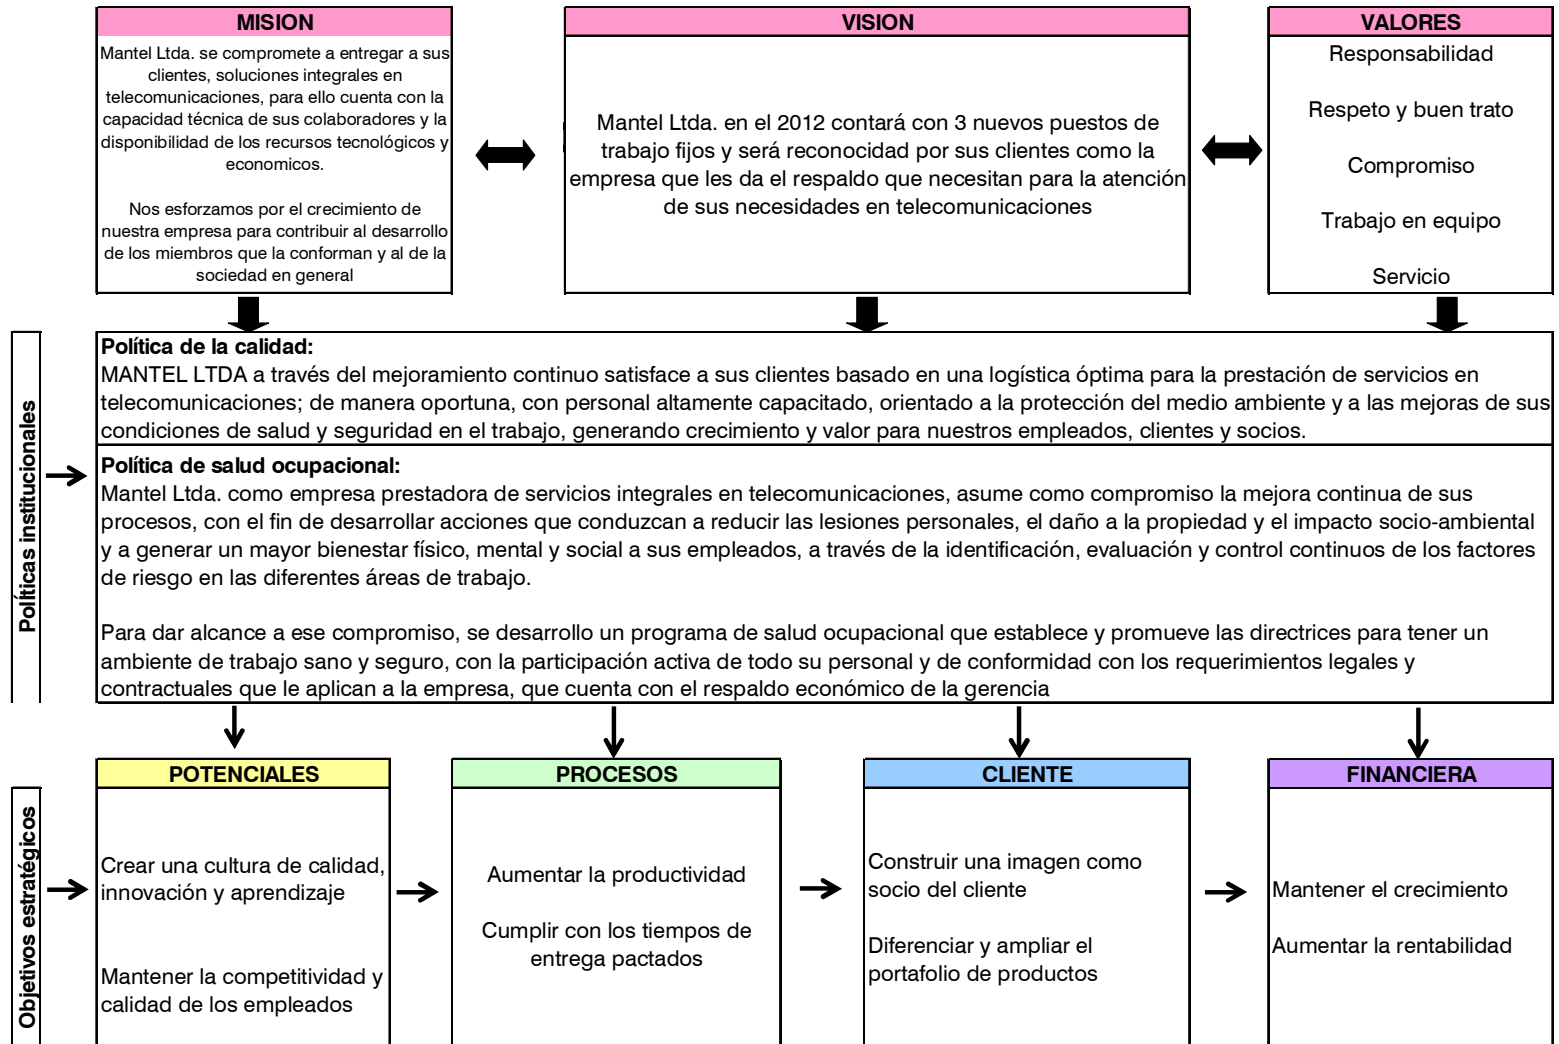 MISION
Mantel Ltda. se compromete a entregar a sus
clientes, soluciones integrales en
telecomunicaciones, para ello cuenta con la
capacidad técnica de sus colaboradores y la
disponibilidad de los recursos tecnológicos y
economicos.
Nos esforzamos por el crecimiento de
nuestra empresa para contribuir al desarrollo
de los miembros que la conforman y al de la
sociedad en general
VISION
Mantel Ltda. en el 2012 contará con 3 nuevos puestos de
trabajo fijos y será reconocidad por sus clientes como la
empresa que les da el respaldo que necesitan para la atención
de sus necesidades en telecomunicaciones
VALORES
Responsabilidad
Respeto y buen trato
Compromiso
Trabajo en equipo
Servicio
Políticas institucionales
Política de la calidad:
MANTEL LTDA a través del mejoramiento continuo satisface a sus clientes basado en una logística óptima para la prestación de servicios en
telecomunicaciones; de manera oportuna, con personal altamente capacitado, orientado a la protección del medio ambiente y a las mejoras de sus
condiciones de salud y seguridad en el trabajo, generando crecimiento y valor para nuestros empleados, clientes y socios.
Política de salud ocupacional:
Mantel Ltda. como empresa prestadora de servicios integrales en telecomunicaciones, asume como compromiso la mejora continua de sus
procesos, con el fin de desarrollar acciones que conduzcan a reducir las lesiones personales, el daño a la propiedad y el impacto socio-ambiental
y a generar un mayor bienestar físico, mental y social a sus empleados, a través de la identificación, evaluación y control continuos de los factores
de riesgo en las diferentes áreas de trabajo.
Para dar alcance a ese compromiso, se desarrollo un programa de salud ocupacional que establece y promueve las directrices para tener un
ambiente de trabajo sano y seguro, con la participación activa de todo su personal y de conformidad con los requerimientos legales y
contractuales que le aplican a la empresa, que cuenta con el respaldo económico de la gerencia
Objetivos estratégicos
POTENCIALES
Crear una cultura de calidad,
innovación y aprendizaje
Mantener la competitividad y
calidad de los empleados
PROCESOS
Aumentar la productividad
Cumplir con los tiempos de
entrega pactados
CLIENTE
Construir una imagen como
socio del cliente
Diferenciar y ampliar el
portafolio de productos
FINANCIERA
Mantener el crecimiento
Aumentar la rentabilidad